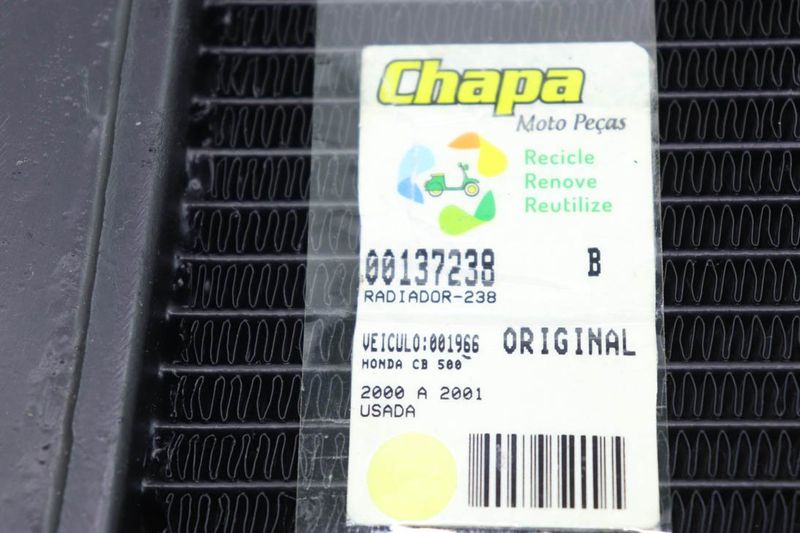 Chapa
Moto Peças
Recicle
Renove
Reutilize
00137238 B
RADIADOR-238
VEICULO:001966 ORIGINAL
HONDA CB 500
2000 A 2001
USADA